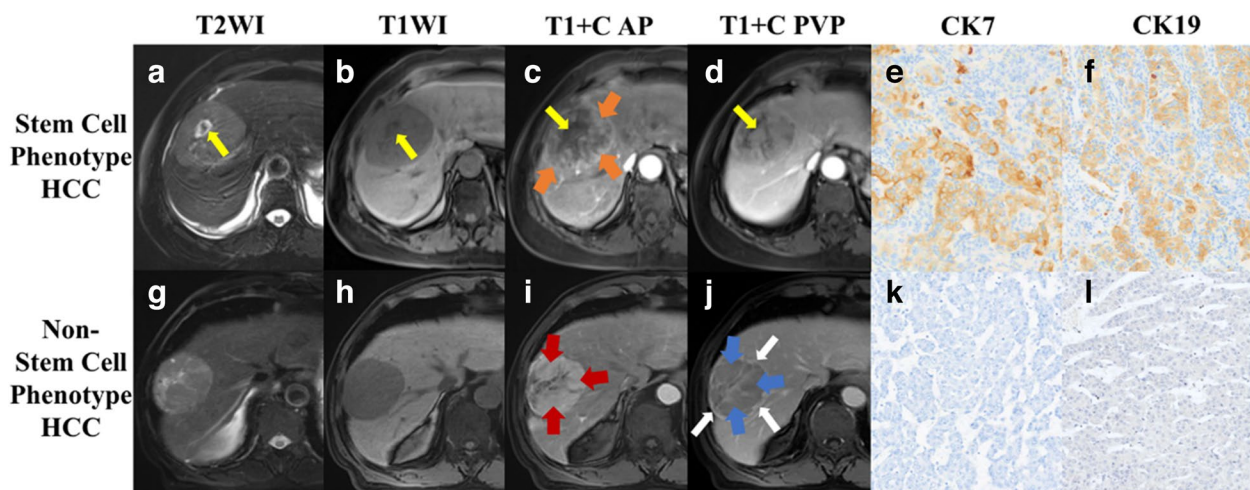 T2WI T1WI T1+C AP T1+C PVP CK7 CK19
Stem Cell
Phenotype
HCC
a b c d e f
Non-
Stem Cell
Phenotype
HCC
g h i j k l